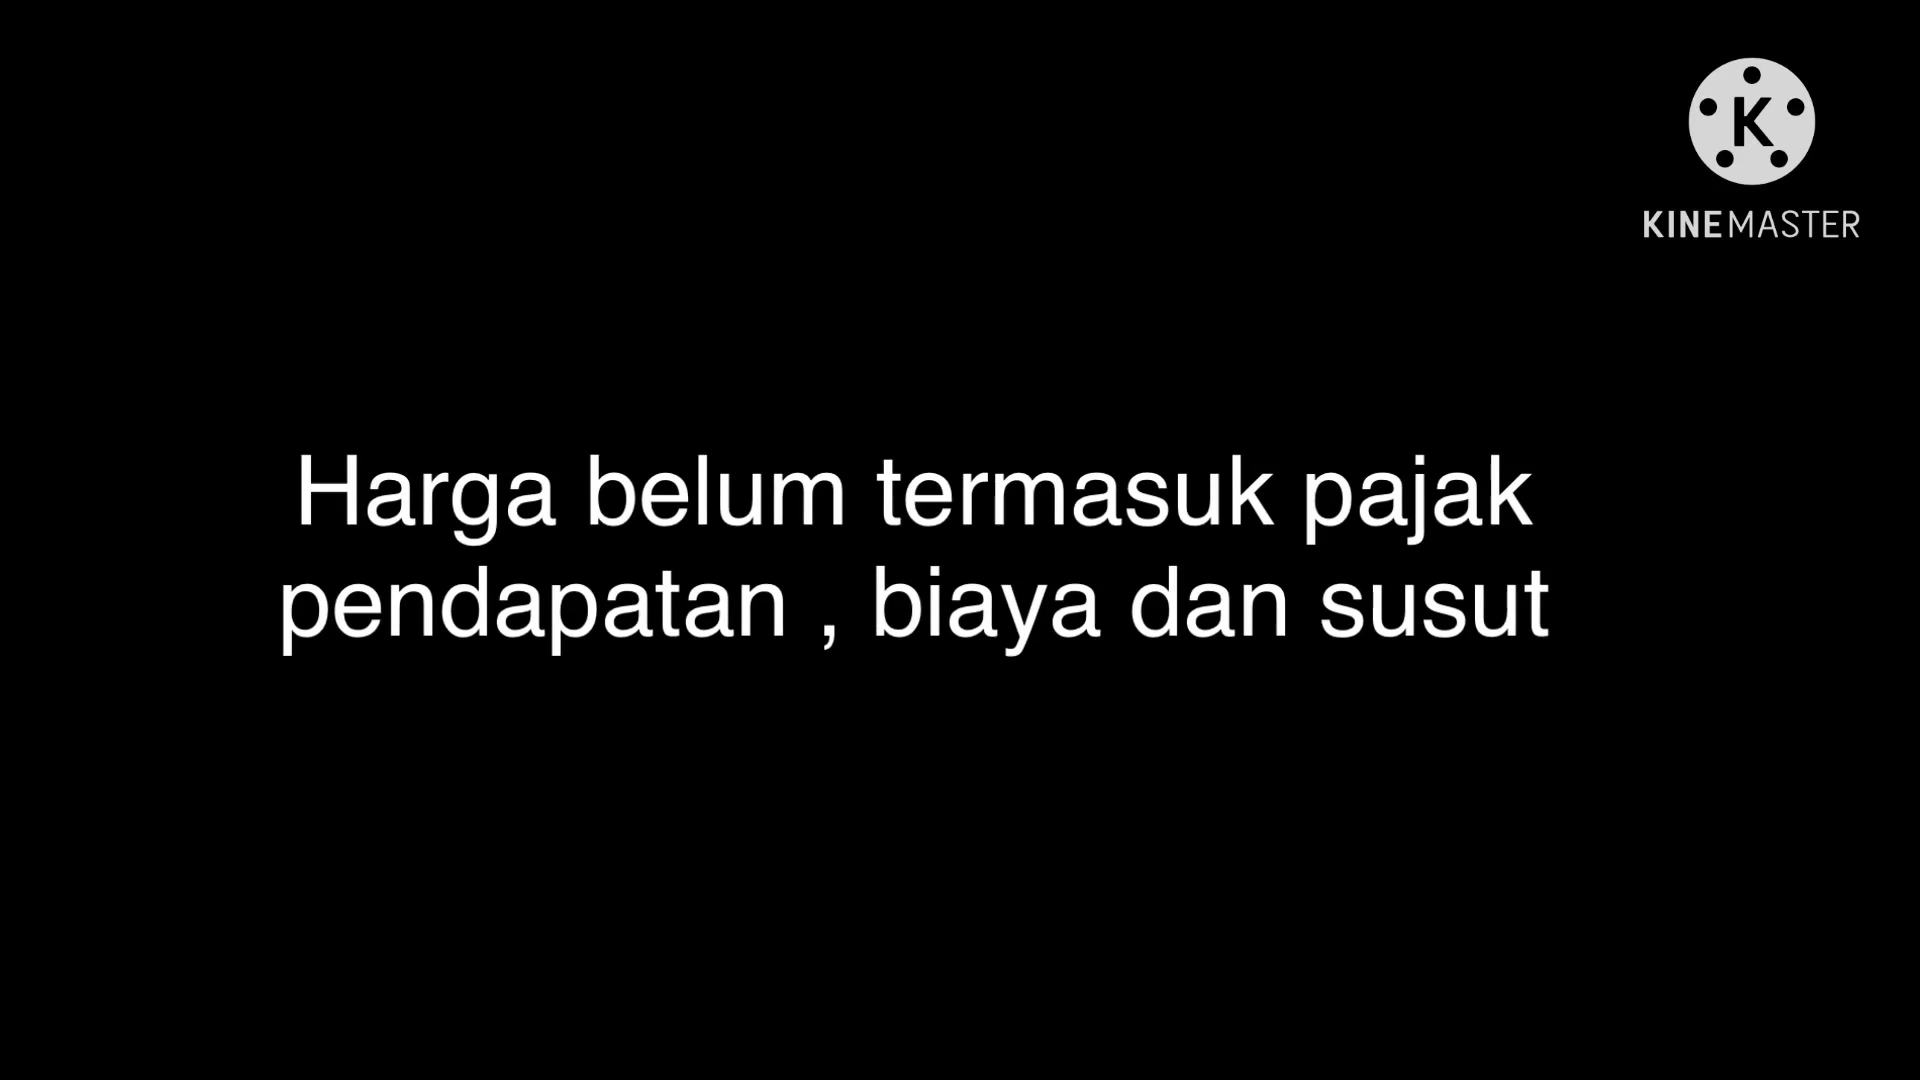 K
KINEMASTER
Harga belum termasuk pajak
pendapatan , biaya dan susut